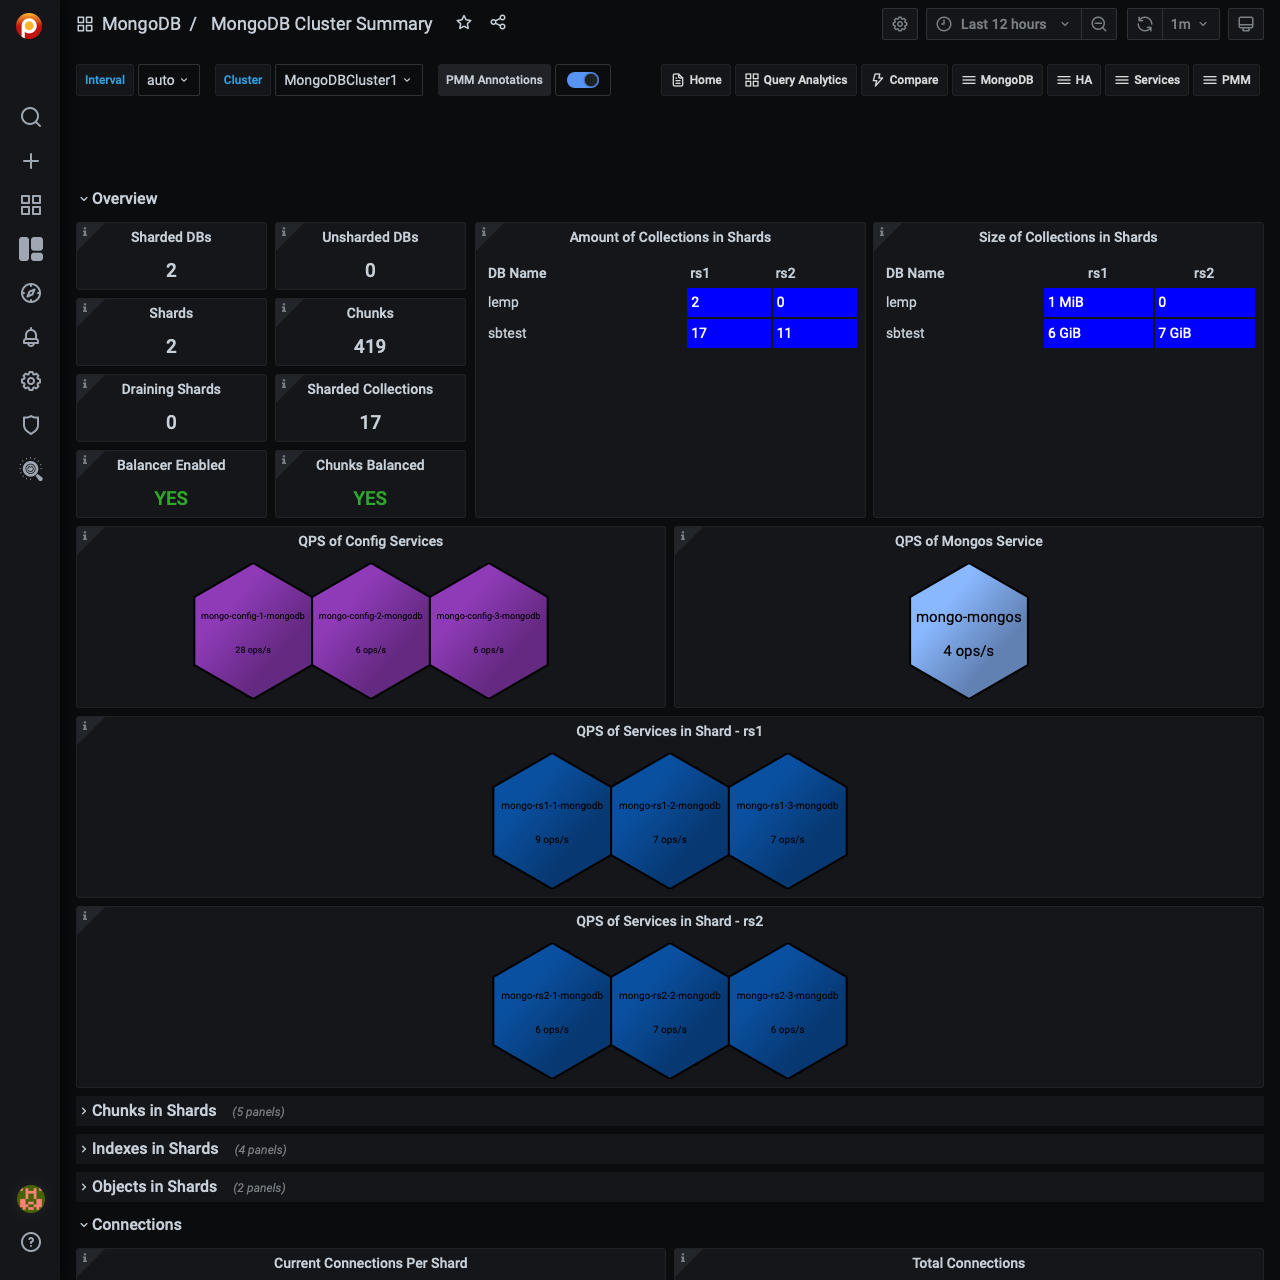 MongoDB / MongoDB Cluster Summary
Last 12 hours
1m
Interval auto Cluster MongoDBCluster1 PMM Annotations
Home Query Analytics Compare MongoDB HA Services PMM
Overview
Sharded DBs
2
Unsharded DBs
0
Shards
2
Chunks
419
Draining Shards
0
Sharded Collections
17
Balancer Enabled
YES
Chunks Balanced
YES
Amount of Collections in Shards
DB Name rs1 rs2
lemp 2 0
sbtest 17 11
Size of Collections in Shards
DB Name rs1 rs2
lemp 1 MiB 0
sbtest 6 GiB 7 GiB
QPS of Config Services
mongo-config-1-mongodb mongo-config-2-mongodb mongo-config-3-mongodb
28 ops/s 6 ops/s 6 ops/s
QPS of Mongos Service
mongo-mongos
4 ops/s
QPS of Services in Shard - rs1
mongo-rs1-1-mongodb mongo-rs1-2-mongodb mongo-rs1-3-mongodb
9 ops/s 7 ops/s 7 ops/s
QPS of Services in Shard - rs2
mongo-rs2-1-mongodb mongo-rs2-2-mongodb mongo-rs2-3-mongodb
6 ops/s 7 ops/s 6 ops/s
Chunks in Shards (5 panels)
Indexes in Shards (4 panels)
Objects in Shards (2 panels)
Connections
Current Connections Per Shard
Total Connections